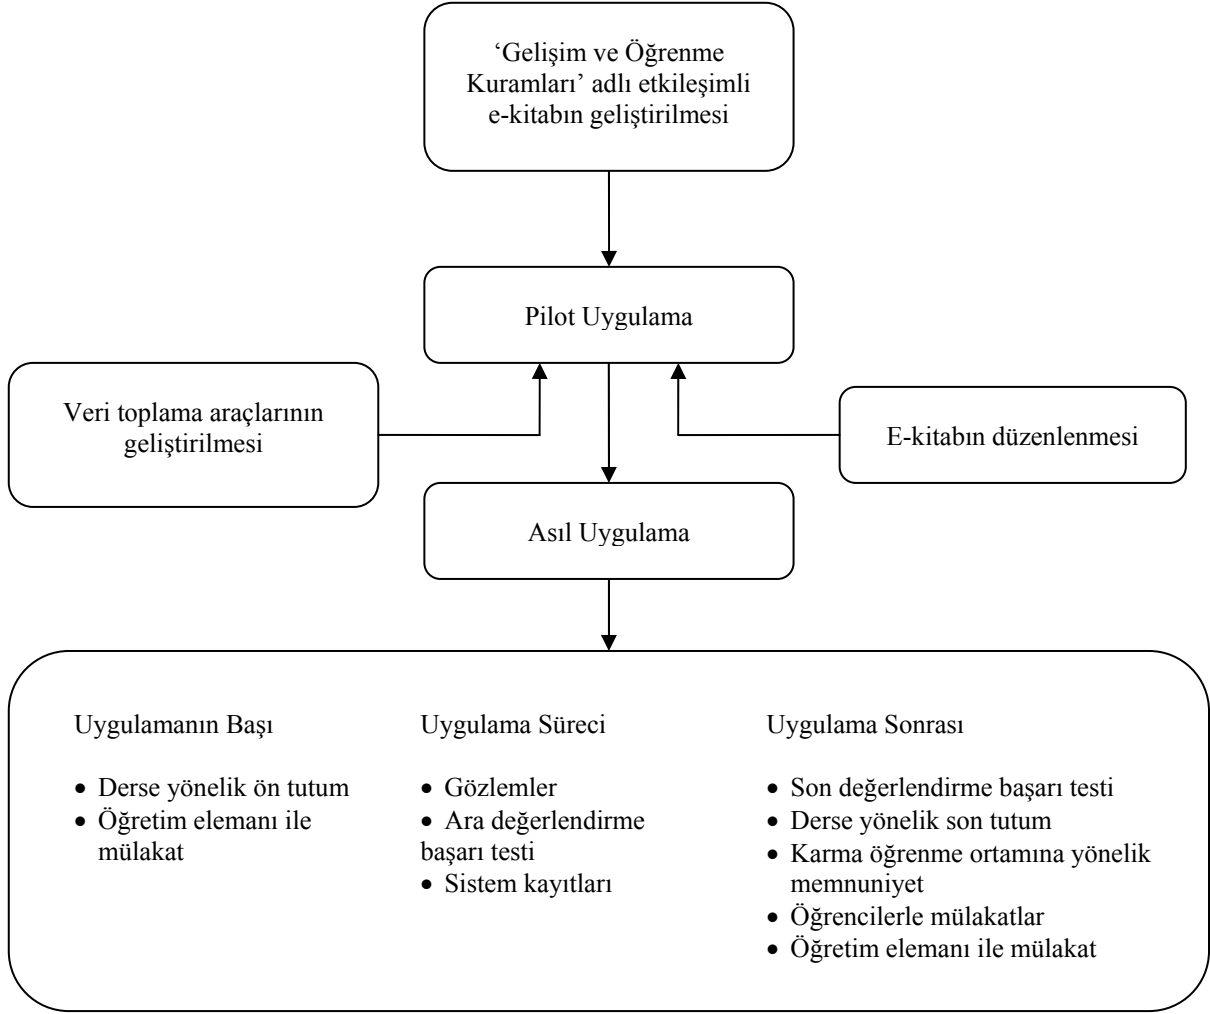 ‘Gelişim ve Öğrenme
Kuramları’ adlı etkileşimli
e-kitabın geliştirilmesi
Pilot Uygulama
Veri toplama araçlarının
geliştirilmesi
E-kitabın düzenlenmesi
Asıl Uygulama
Uygulamanın Başı
• Derse yönelik ön tutum
• Öğretim elemanı ile
mülakat
Uygulama Süreci
• Gözlemler
• Ara değerlendirme
başarı testi
• Sistem kayıtları
Uygulama Sonrası
• Son değerlendirme başarı testi
• Derse yönelik son tutum
• Karma öğrenme ortamına yönelik
memnuniyet
• Öğrencilerle mülakatlar
• Öğretim elemanı ile mülakat